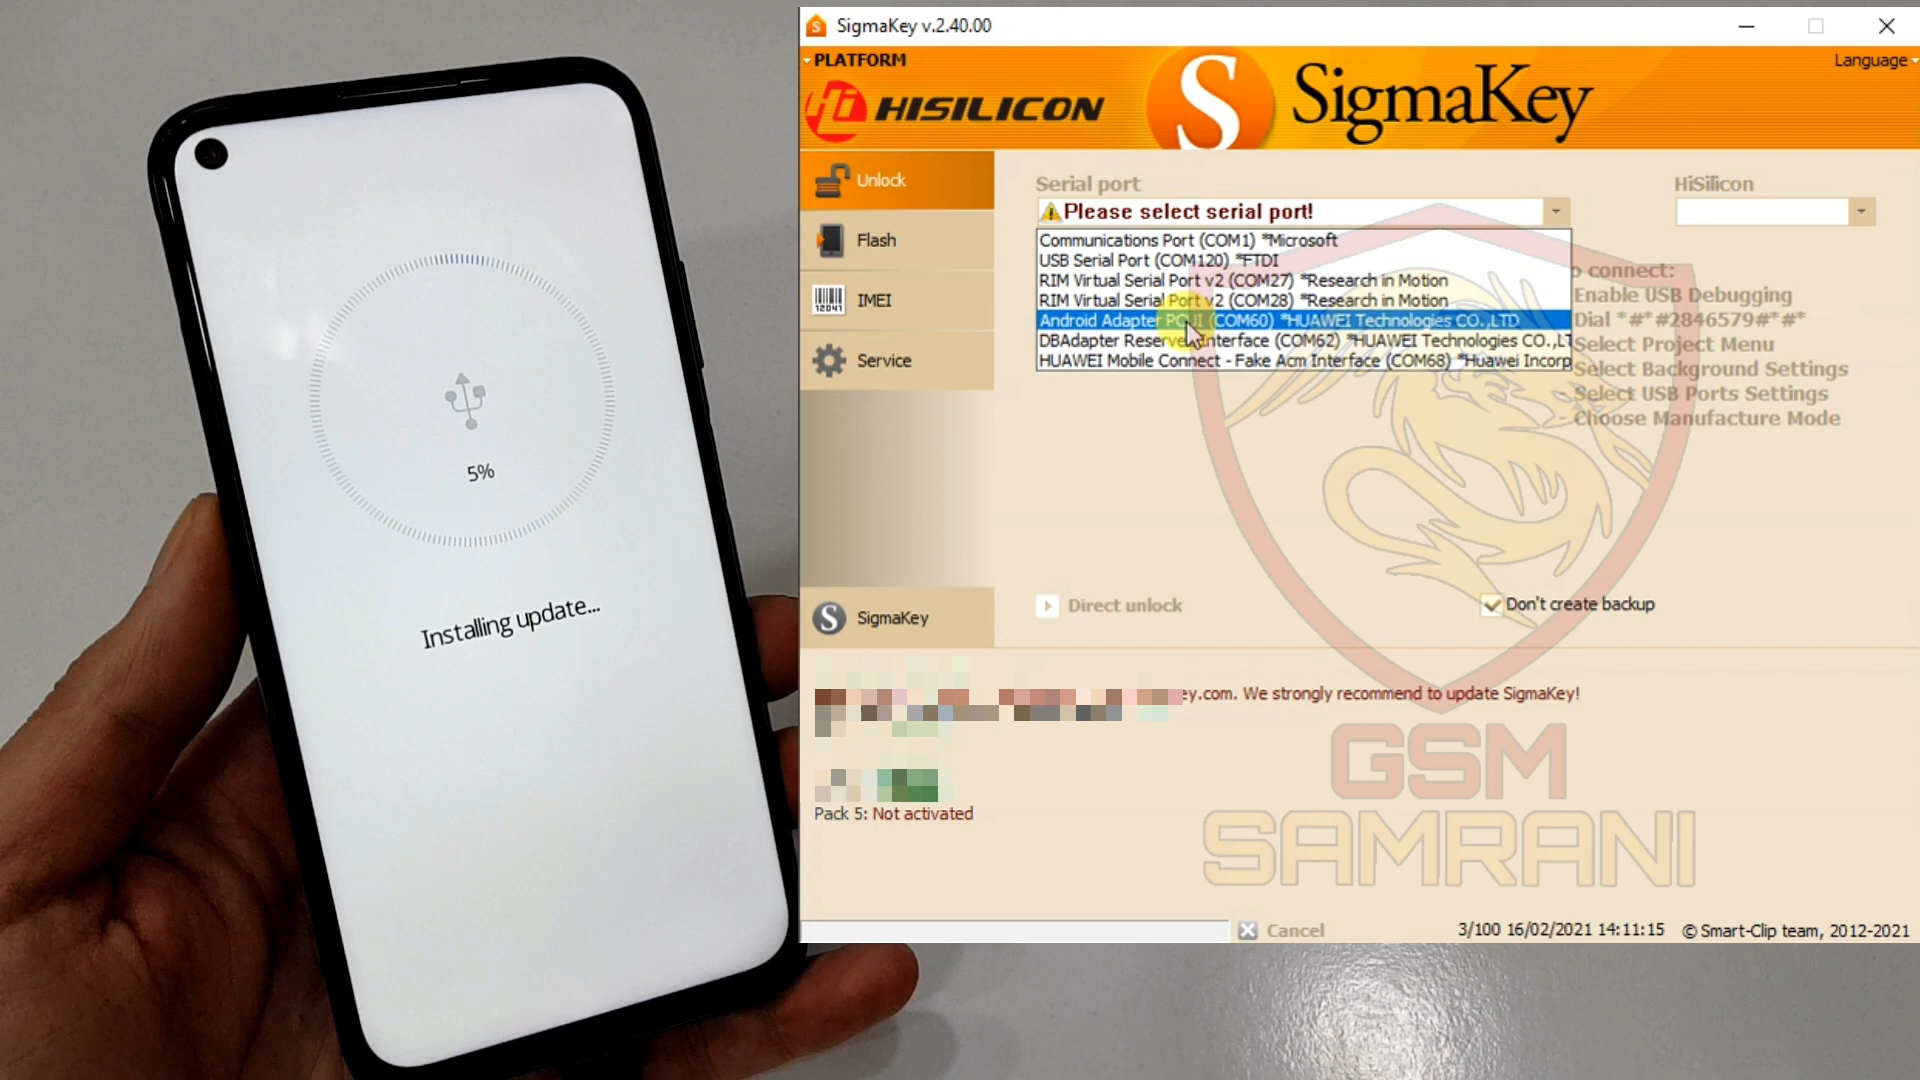 5%
Installing update...
SigmaKey v.2.40.00
PLATFORM
Language
Hi HISILICON
S SigmaKey
Unlock
Flash
IMEI
Service
SigmaKey
Serial port
HiSilicon
Please select serial port!
Communications Port (COM1) *Microsoft
USB Serial Port (COM120) *FTDI
RIM Virtual Serial Port v2 (COM27) *Research in Motion
RIM Virtual Serial Port v2 (COM28) *Research in Motion
Android Adapter PCUI (COM60) *HUAWEI Technologies CO.,LTD
DBAdapter Reserved Interface (COM62) *HUAWEI Technologies CO.,LT
HUAWEI Mobile Connect - Fake Acm Interface (COM68) *Huawei Incorp
o connect:
Enable USB Debugging
Dial *#*#2846579#*#*
Select Project Menu
Select Background Settings
- Select USB Ports Settings
- Choose Manufacture Mode
Direct unlock
Don't create backup
ey.com. We strongly recommend to update SigmaKey!
Pack 5: Not activated
GSM
SAMRANI
Cancel
3/100 16/02/2021 14:11:15
© Smart-Clip team, 2012-2021